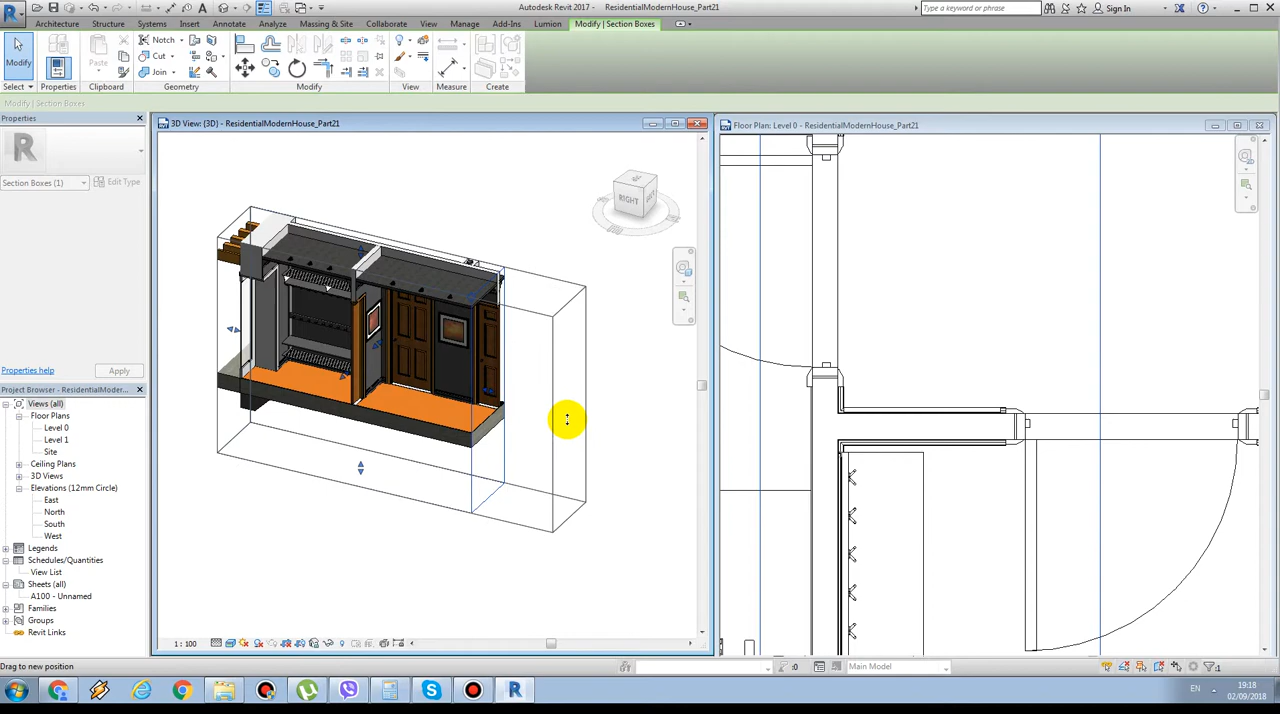 Autodesk Revit 2017 -    ResidentialModernHouse_Part21
Type a keyword or phrase
Sign In
Architecture Structure Systems Insert Annotate Analyze Massing & Site Collaborate View Manage Add-Ins Lumion Modify | Section Boxes
Modify
Paste
Notch
Cut
Join
Select Properties Clipboard Geometry Modify View Measure Create
Modify | Section Boxes
Properties
Section Boxes (1)
Edit Type
Properties help
Apply
Project Browser - ResidentialModer...
Views (all)
Floor Plans
Level 0
Level 1
Site
Ceiling Plans
3D Views
Elevations (12mm Circle)
East
North
South
West
Legends
Schedules/Quantities
View List
Sheets (all)
A100 - Unnamed
Families
Groups
Revit Links
3D View: {3D} - ResidentialModernHouse_Part21
RIGHT
1 : 100
Floor Plan: Level 0 - ResidentialModernHouse_Part21
Drag to new position
:0
Main Model
:1
EN
19:18
02/09/2018